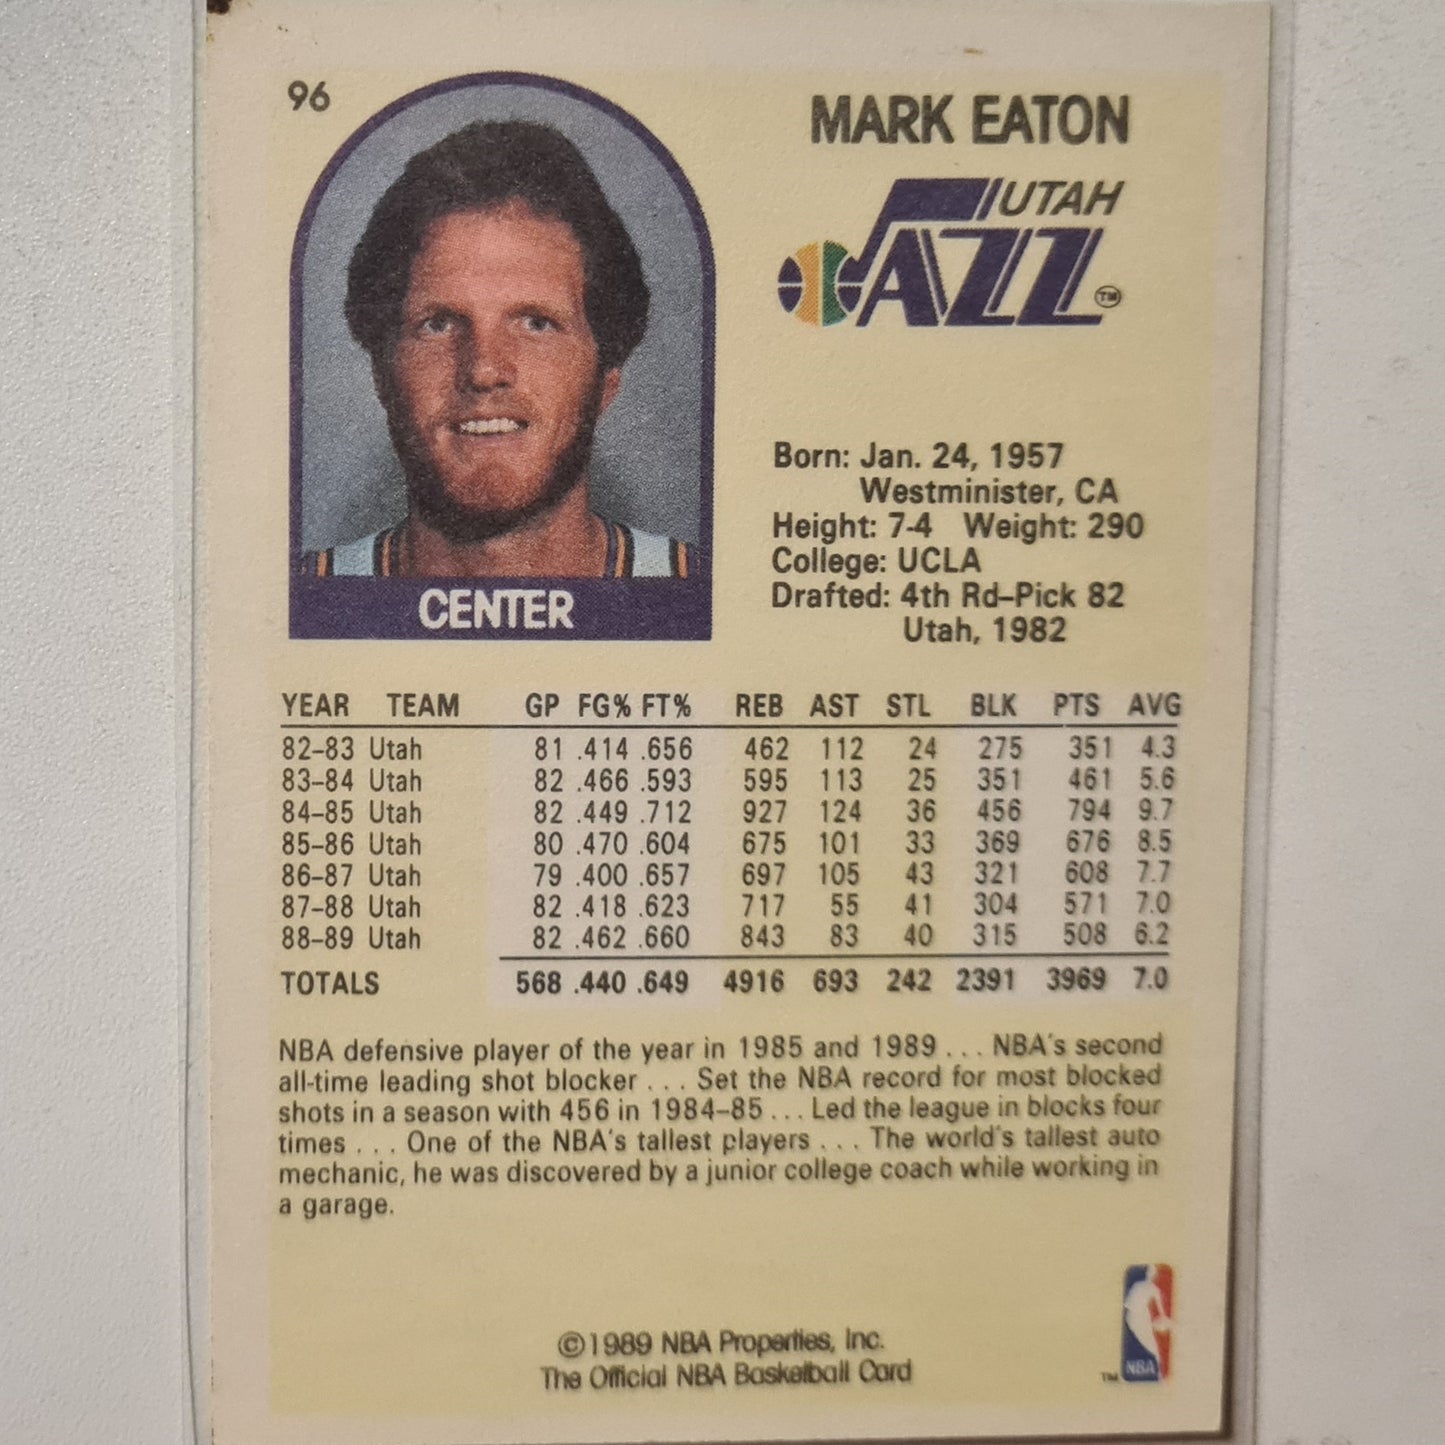 96
MARK EATON
UTAH
JAZZ
TM
Born: Jan. 24, 1957
Westminister, CA
Height: 7-4 Weight: 290
College: UCLA
Drafted: 4th Rd–Pick 82
Utah, 1982
CENTER
YEAR TEAM GP FG% FT% REB AST STL BLK PTS AVG
82–83 Utah 81 .414 .656 462 112 24 275 351 4.3
83–84 Utah 82 .466 .593 595 113 25 351 461 5.6
84–85 Utah 82 .449 .712 927 124 36 456 794 9.7
85–86 Utah 80 .470 .604 675 101 33 369 676 8.5
86–87 Utah 79 .400 .657 697 105 43 321 608 7.7
87–88 Utah 82 .418 .623 717 55 41 304 571 7.0
88–89 Utah 82 .462 .660 843 83 40 315 508 6.2
TOTALS 568 .440 .649 4916 693 242 2391 3969 7.0
NBA defensive player of the year in 1985 and 1989 . . . NBA's second
all-time leading shot blocker . . . Set the NBA record for most blocked
shots in a season with 456 in 1984–85 . . . Led the league in blocks four
times . . . One of the NBA's tallest players . . . The world's tallest auto
mechanic, he was discovered by a junior college coach while working in
a garage.
©1989 NBA Properties, Inc.
The Official NBA Basketball Card
TM NBA